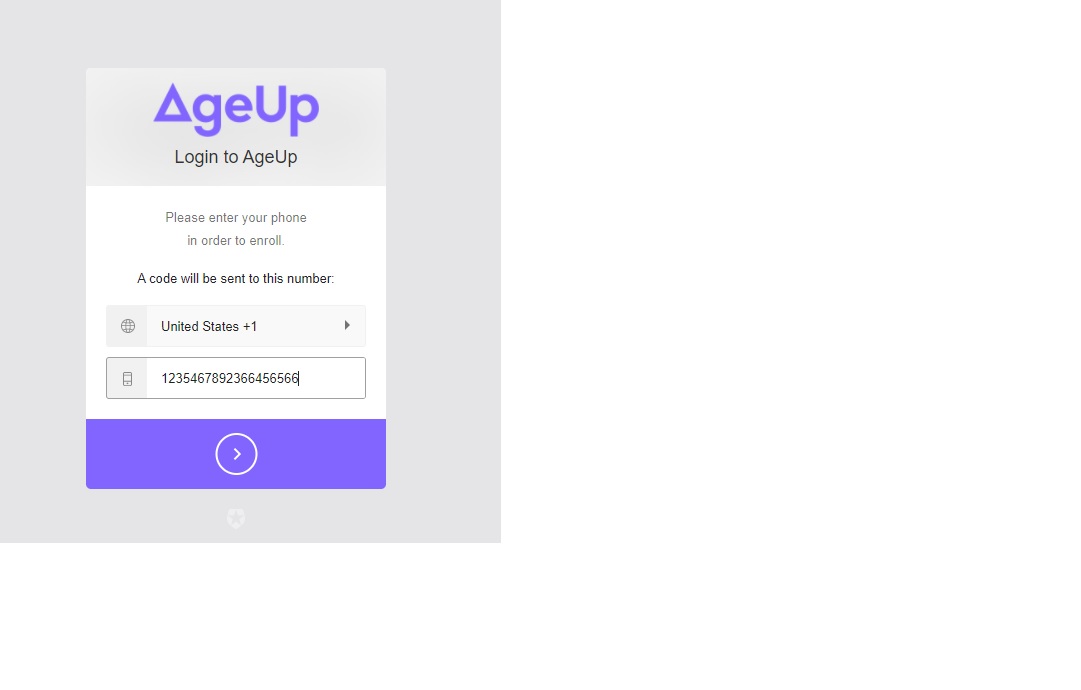 AgeUp
Login to AgeUp
Please enter your phone
in order to enroll.
A code will be sent to this number:
United States +1
1235467892366456566